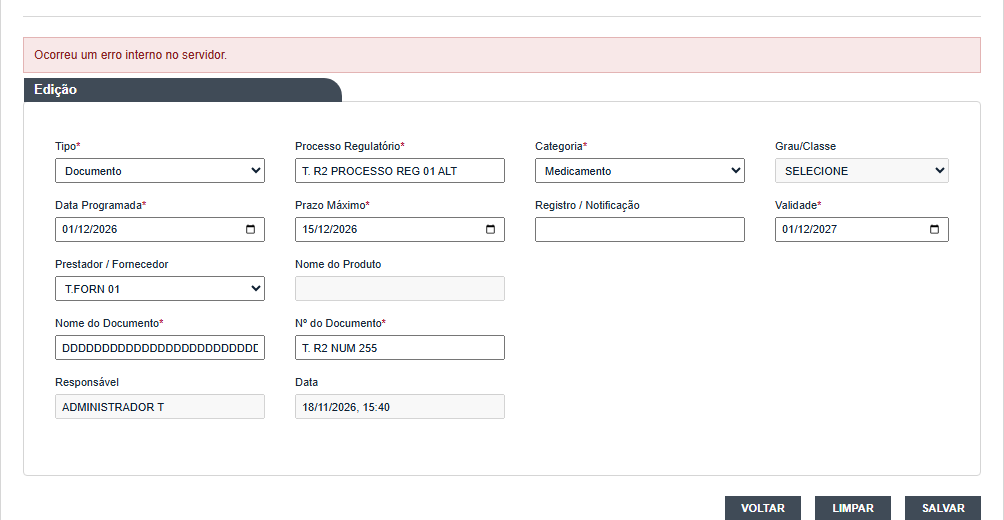 Ocorreu um erro interno no servidor.
Edição
Tipo* Processo Regulatório* Categoria* Grau/Classe
Documento T. R2 PROCESSO REG 01 ALT Medicamento SELECIONE
Data Programada* Prazo Máximo* Registro / Notificação Validade*
01/12/2026 15/12/2026 01/12/2027
Prestador / Fornecedor Nome do Produto
T.FORN 01
Nome do Documento* Nº do Documento*
DDDDDDDDDDDDDDDDDDDDDDDDD T. R2 NUM 255
Responsável Data
ADMINISTRADOR T 18/11/2026, 15:40
VOLTAR LIMPAR SALVAR